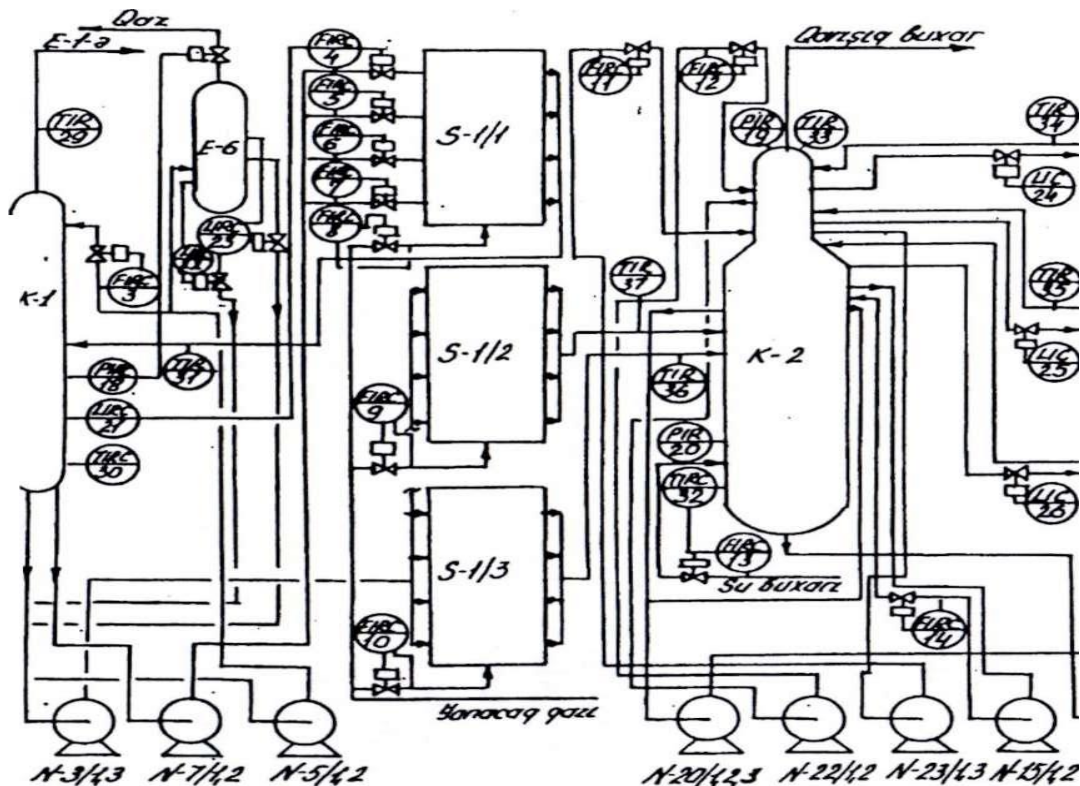 Qaz
E-1-ə
TIR
29
E-6
LIRC
23
FIRC
3
K-1
TIR
31
PIR
18
LIRC
21
TIRC
30
FIRC
4
FIRC
5
FIRC
6
FIRC
7
FIRC
8
S-1/1
S-1/2
S-1/3
FIRC
9
FIRC
10
Yanacaq qazı
FIRC
11
FIRC
12
Qarışıq buxar
PIR
19
TIR
33
TIR
34
LIC
24
TIR
35
LIC
25
LIC
26
TIR
37
TIR
36
K-2
PIR
20
TIRC
32
FIRC
13
Su buxarı
FIRC
14
N-3/1,3
N-7/1,2
N-5/1,2
N-20/1,2,3
N-22/1,2
N-23/1,3
N-15/1,2